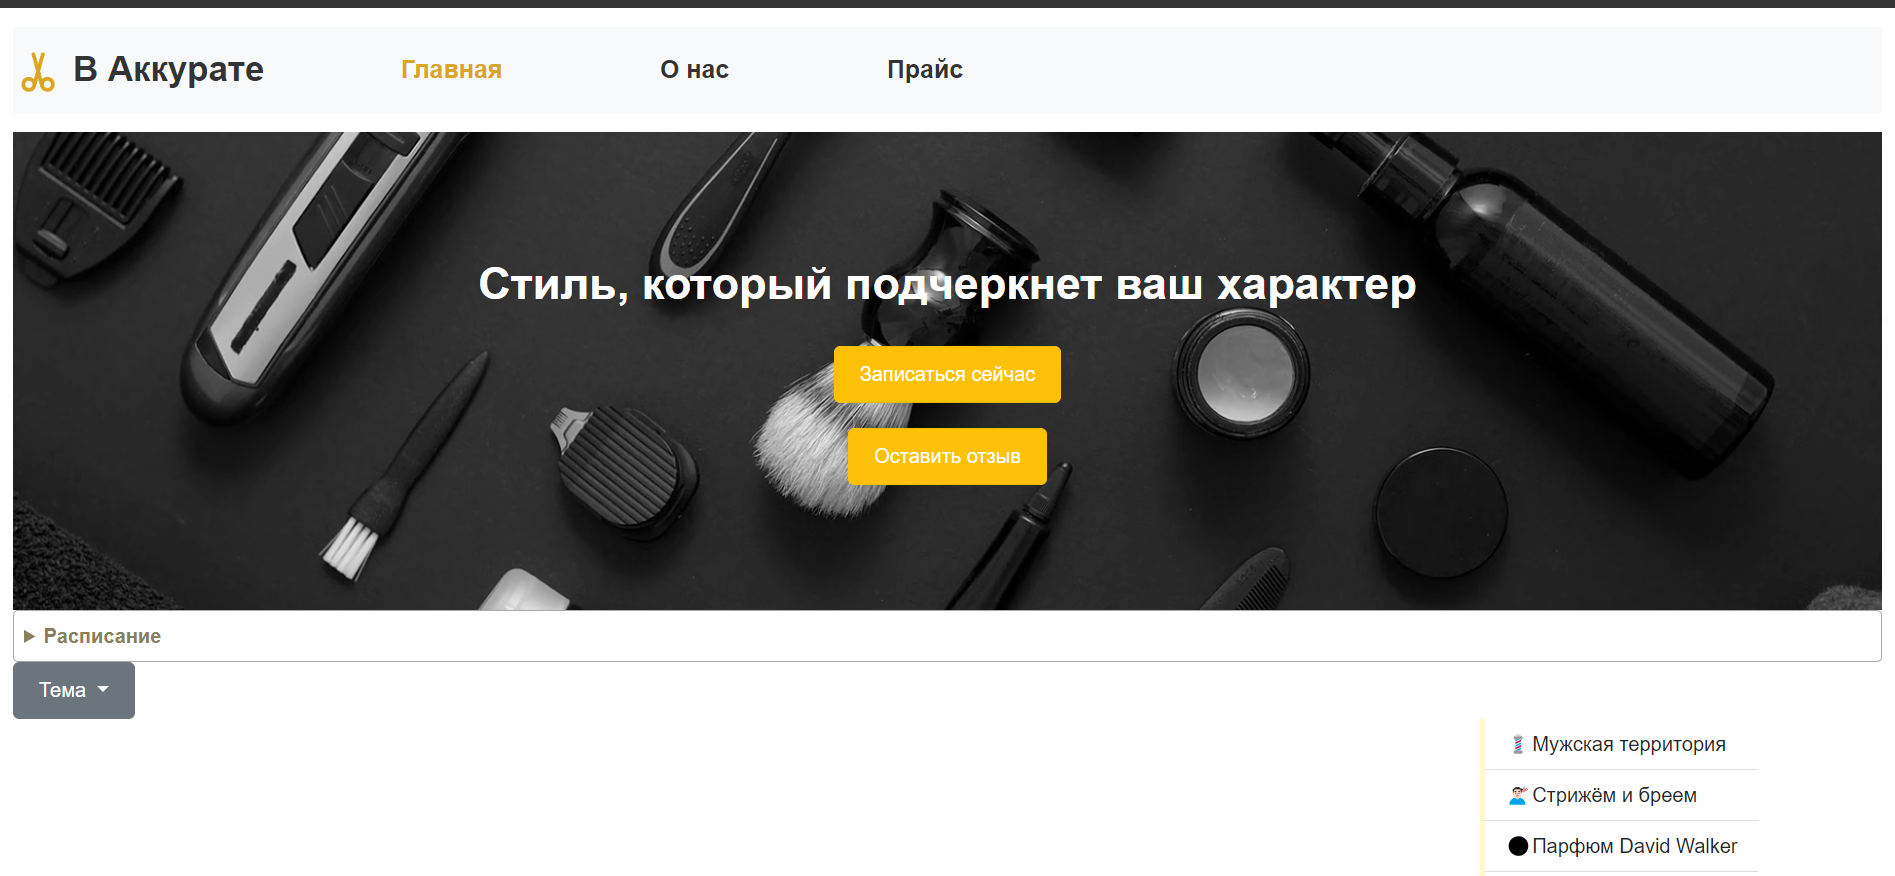 В Аккурате
Главная
О нас
Прайс
Стиль, который подчеркнет ваш характер
Записаться сейчас
Оставить отзыв
Расписание
Тема
Мужская территория
Стрижём и бреем
Парфюм David Walker